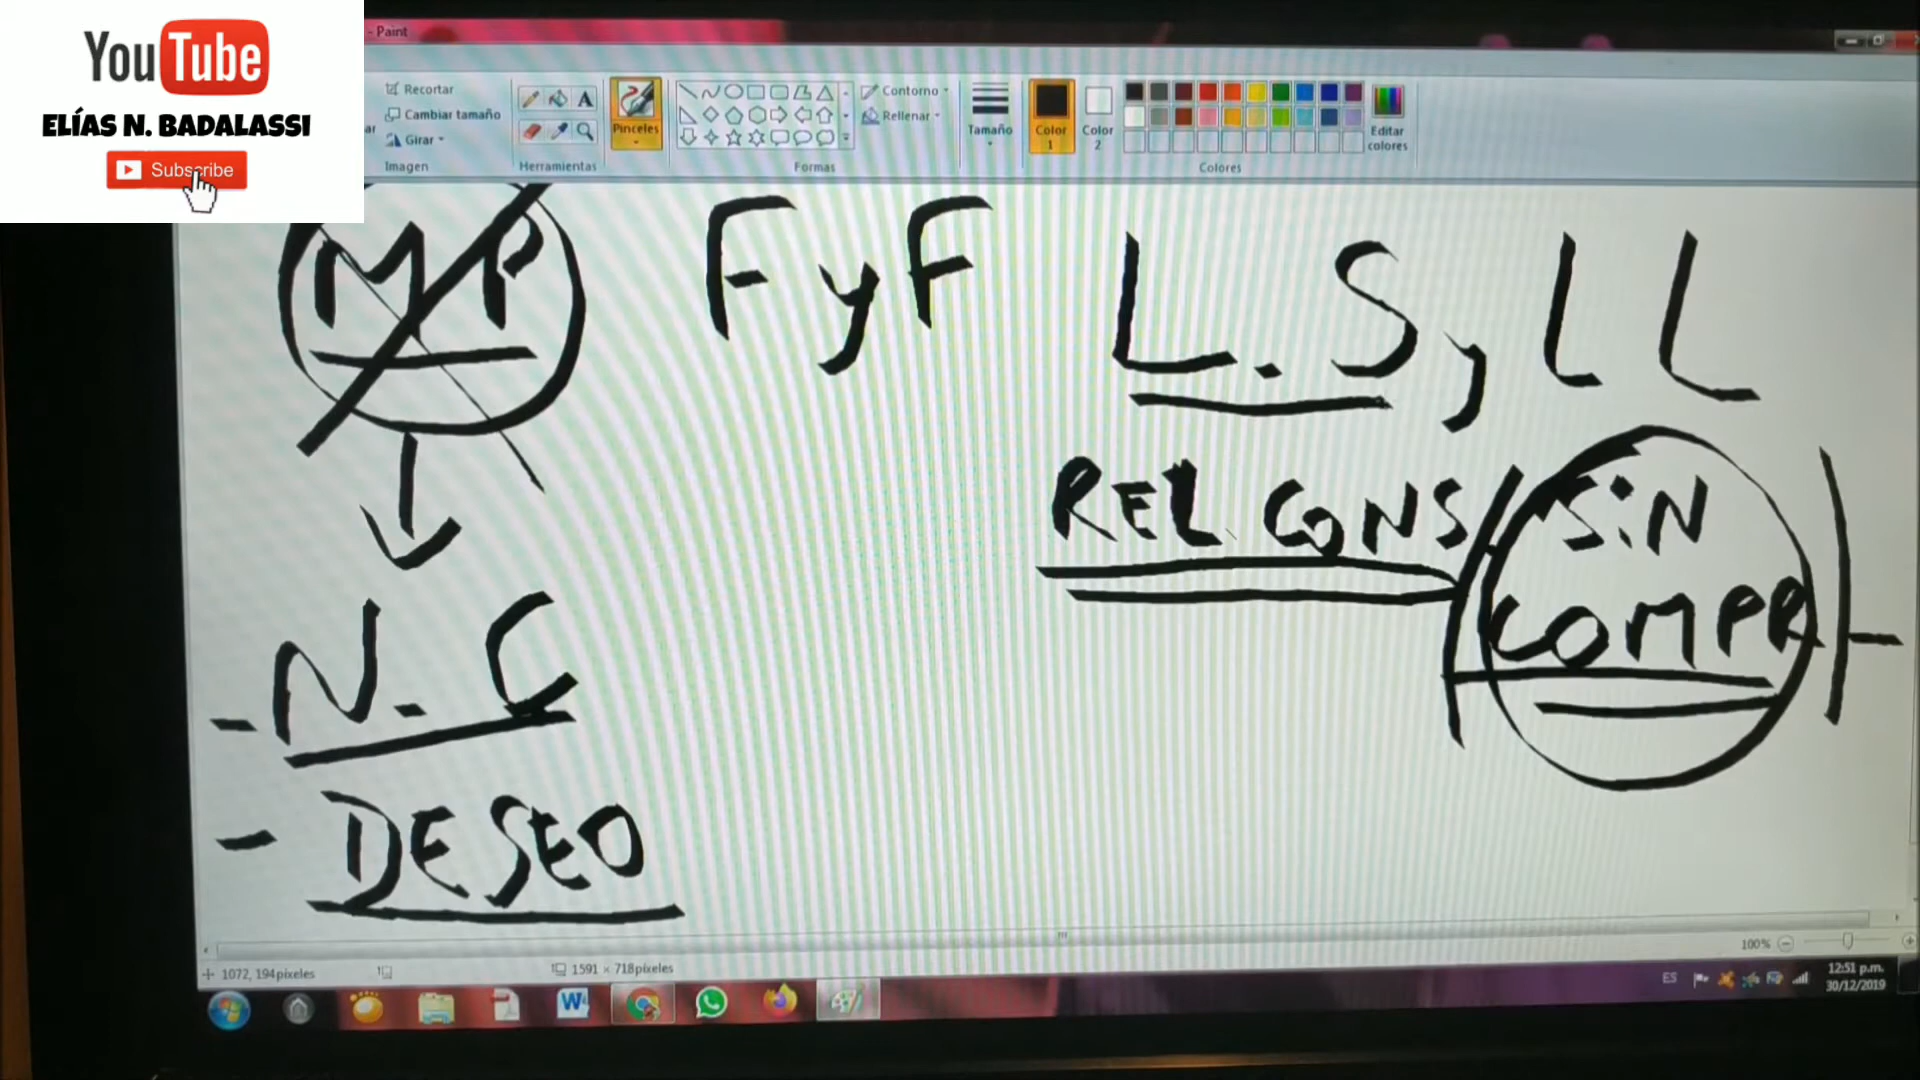 YouTube
ELÍAS N. BADALASSI
Subscribe
- Paint
Recortar
Cambiar tamaño
Girar
Imagen
Herramientas
Pinceles
Formas
Contorno
Rellenar
Tamaño
Color 1
Color 2
Editar colores
Colores
MP
FyF
L.S, LL
REL. CONS
SIN
COMPR
- N. C
- DESEO
1072, 194píxeles
1591 × 718píxeles
100%
ES
12:51 p.m.
30/12/2019